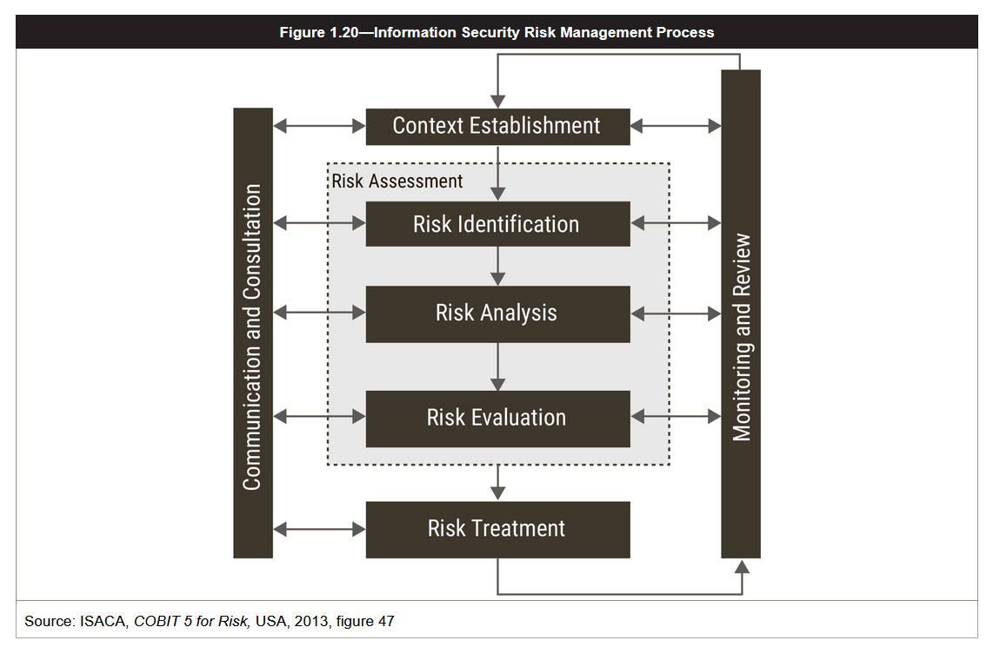 Figure 1.20—Information Security Risk Management Process
Context Establishment
Risk Assessment
Risk Identification
Risk Analysis
Risk Evaluation
Risk Treatment
Communication and Consultation
Monitoring and Review
Source: ISACA, COBIT 5 for Risk, USA, 2013, figure 47